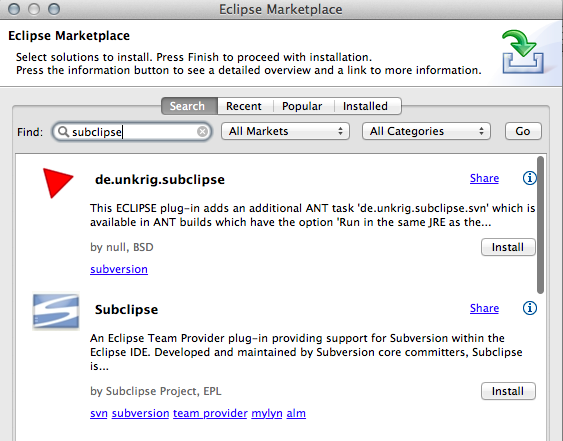 Eclipse Marketplace
Eclipse Marketplace
Select solutions to install. Press Finish to proceed with installation.
Press the information button to see a detailed overview and a link to more information.
Search Recent Popular Installed
Find: subclipse All Markets All Categories Go
de.unkrig.subclipse Share
This ECLIPSE plug-in adds an additional ANT task 'de.unkrig.subclipse.svn' which is
available in ANT builds which have the option 'Run in the same JRE as the...
by null, BSD Install
subversion
Subclipse Share
An Eclipse Team Provider plug-in providing support for Subversion within the
Eclipse IDE. Developed and maintained by Subversion core committers, Subclipse
is...
by Subclipse Project, EPL Install
svn subversion team provider mylyn alm